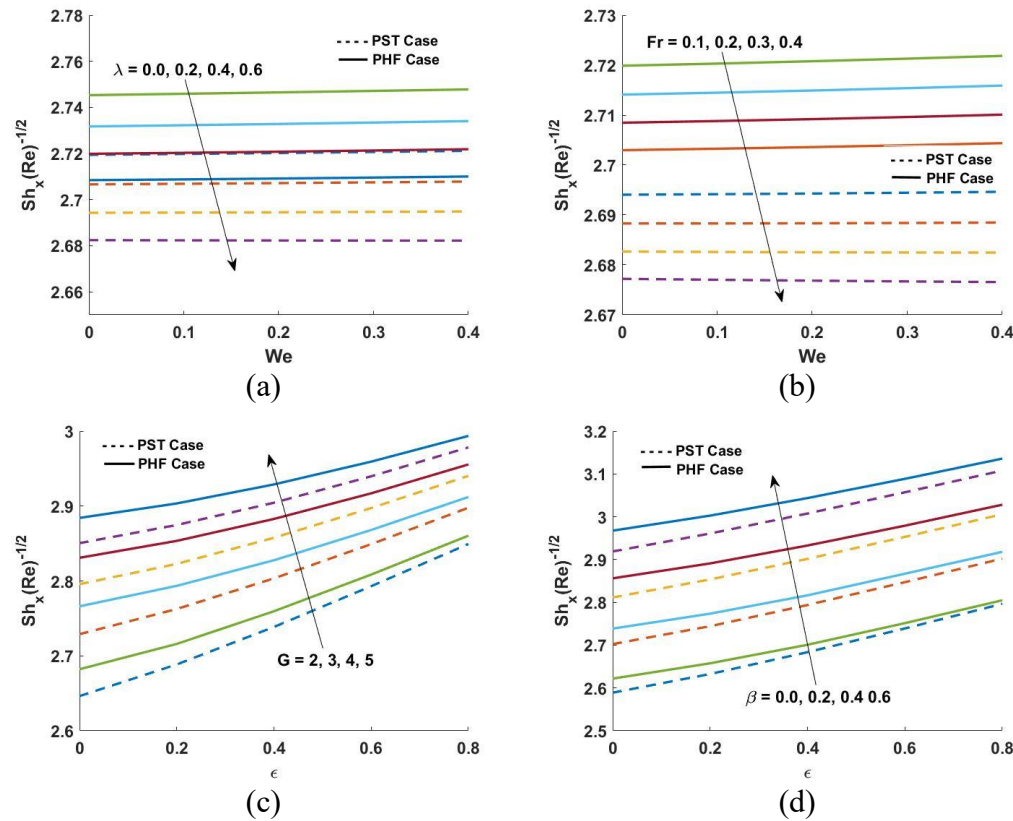 (a)
2.78
2.76
2.74
2.72
2.7
2.68
2.66
Sh_x(Re)^-1/2
PST Case
PHF Case
λ = 0.0, 0.2, 0.4, 0.6
0 0.1 0.2 0.3 0.4
We
(b)
2.73
2.72
2.71
2.7
2.69
2.68
2.67
Sh_x(Re)^-1/2
Fr = 0.1, 0.2, 0.3, 0.4
PST Case
PHF Case
0 0.1 0.2 0.3 0.4
We
(a)
(b)
3
2.9
2.8
2.7
2.6
Sh_x(Re)^-1/2
PST Case
PHF Case
G = 2, 3, 4, 5
0 0.2 0.4 0.6 0.8
ϵ
(c)
3.2
3.1
3
2.9
2.8
2.7
2.6
2.5
Sh_x(Re)^-1/2
PST Case
PHF Case
β = 0.0, 0.2, 0.4 0.6
0 0.2 0.4 0.6 0.8
ϵ
(d)